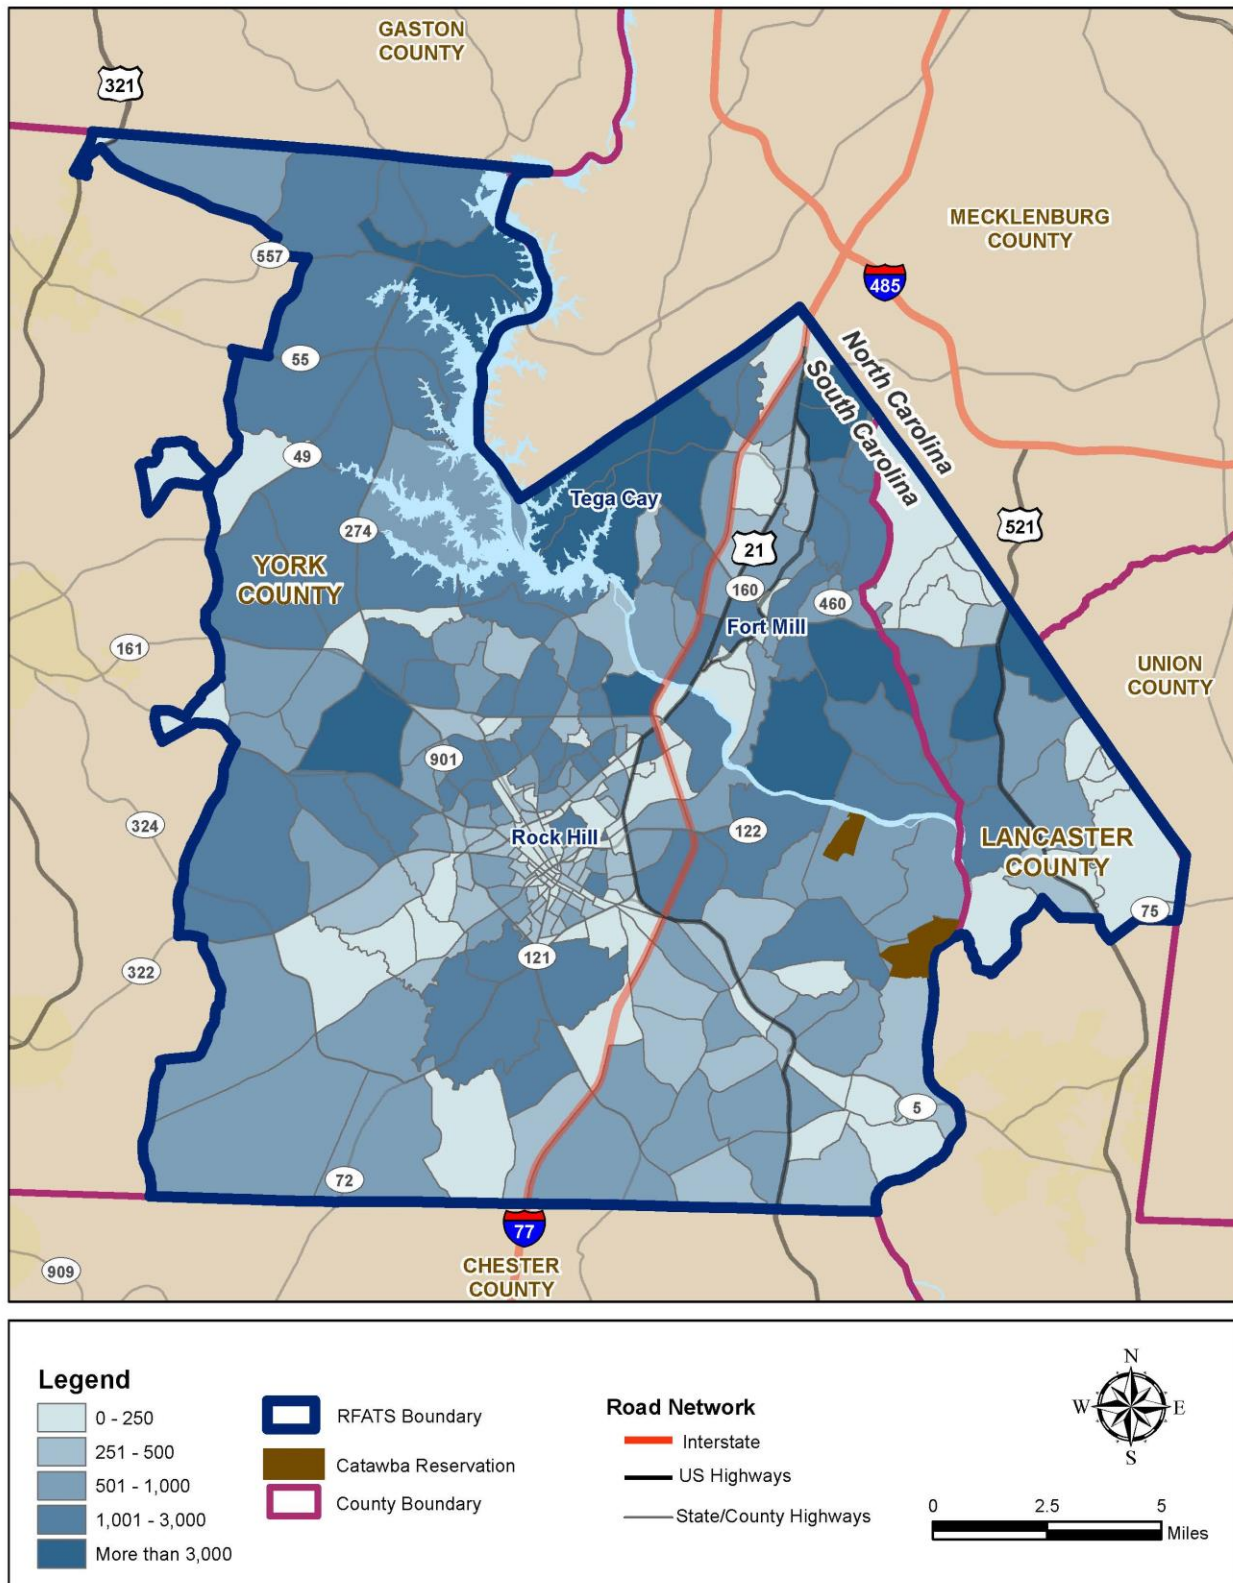 GASTON
COUNTY
321
MECKLENBURG
COUNTY
557
485
North Carolina
South Carolina
55
49
Tega Cay
521
274
21
YORK
COUNTY
160
460
Fort Mill
161
UNION
COUNTY
901
324
Rock Hill
122
LANCASTER
COUNTY
75
121
322
5
72
77
CHESTER
COUNTY
909
Legend
0 - 250
251 - 500
501 - 1,000
1,001 - 3,000
More than 3,000
RFATS Boundary
Catawba Reservation
County Boundary
Road Network
Interstate
US Highways
State/County Highways
N
W
E
S
0 2.5 5
Miles